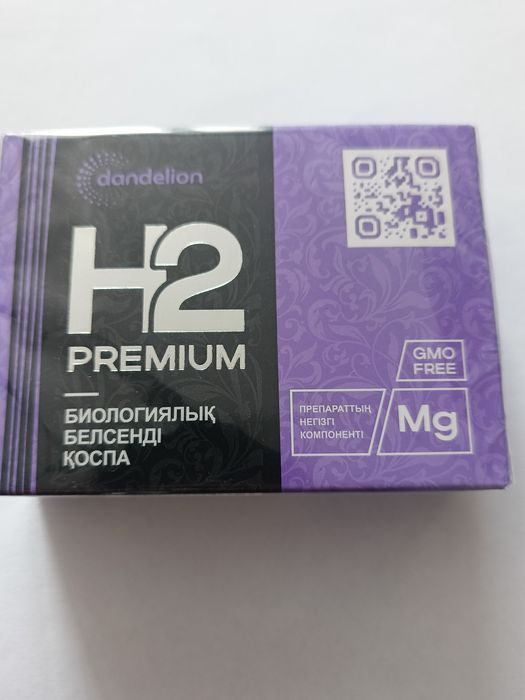 dandelion
H2
PREMIUM
БИОЛОГИЯЛЫҚ
БЕЛСЕНДІ
ҚОСПА
GMO
FREE
ПРЕПАРАТТЫҢ
НЕГІЗГІ
КОМПОНЕНТІ
Mg